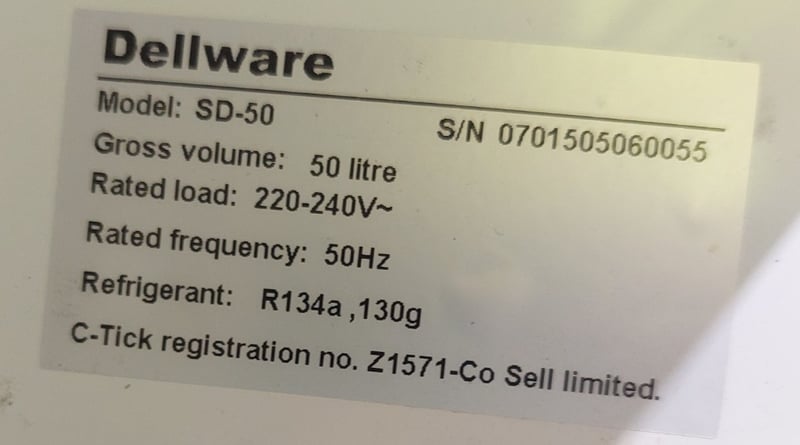 Dellware
Model: SD-50
S/N 0701505060055
Gross volume: 50 litre
Rated load: 220-240V~
Rated frequency: 50Hz
Refrigerant: R134a ,130g
C-Tick registration no. Z1571-Co Sell limited.